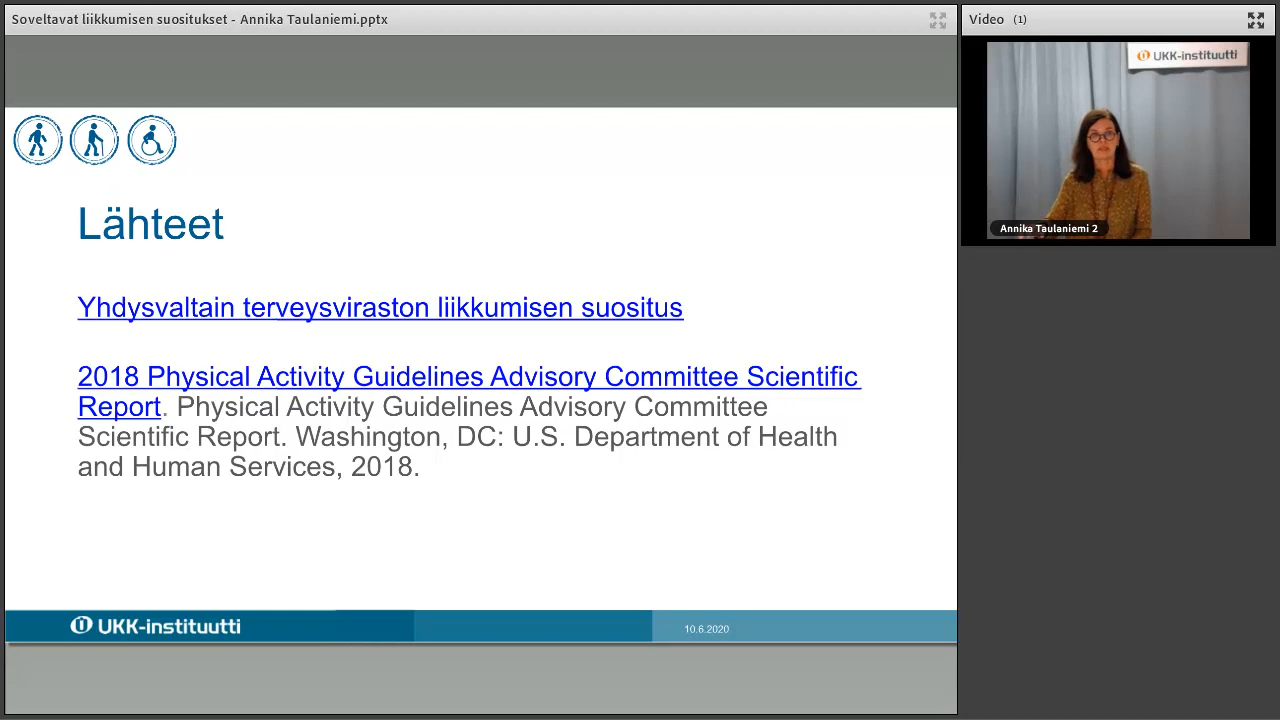 Soveltavat liikkumisen suositukset - Annika Taulaniemi.pptx
Video (1)
UKK-instituutti
Annika Taulaniemi 2
Lähteet
Yhdysvaltain terveysviraston liikkumisen suositus
2018 Physical Activity Guidelines Advisory Committee Scientific
Report. Physical Activity Guidelines Advisory Committee
Scientific Report. Washington, DC: U.S. Department of Health
and Human Services, 2018.
UKK-instituutti
10.6.2020